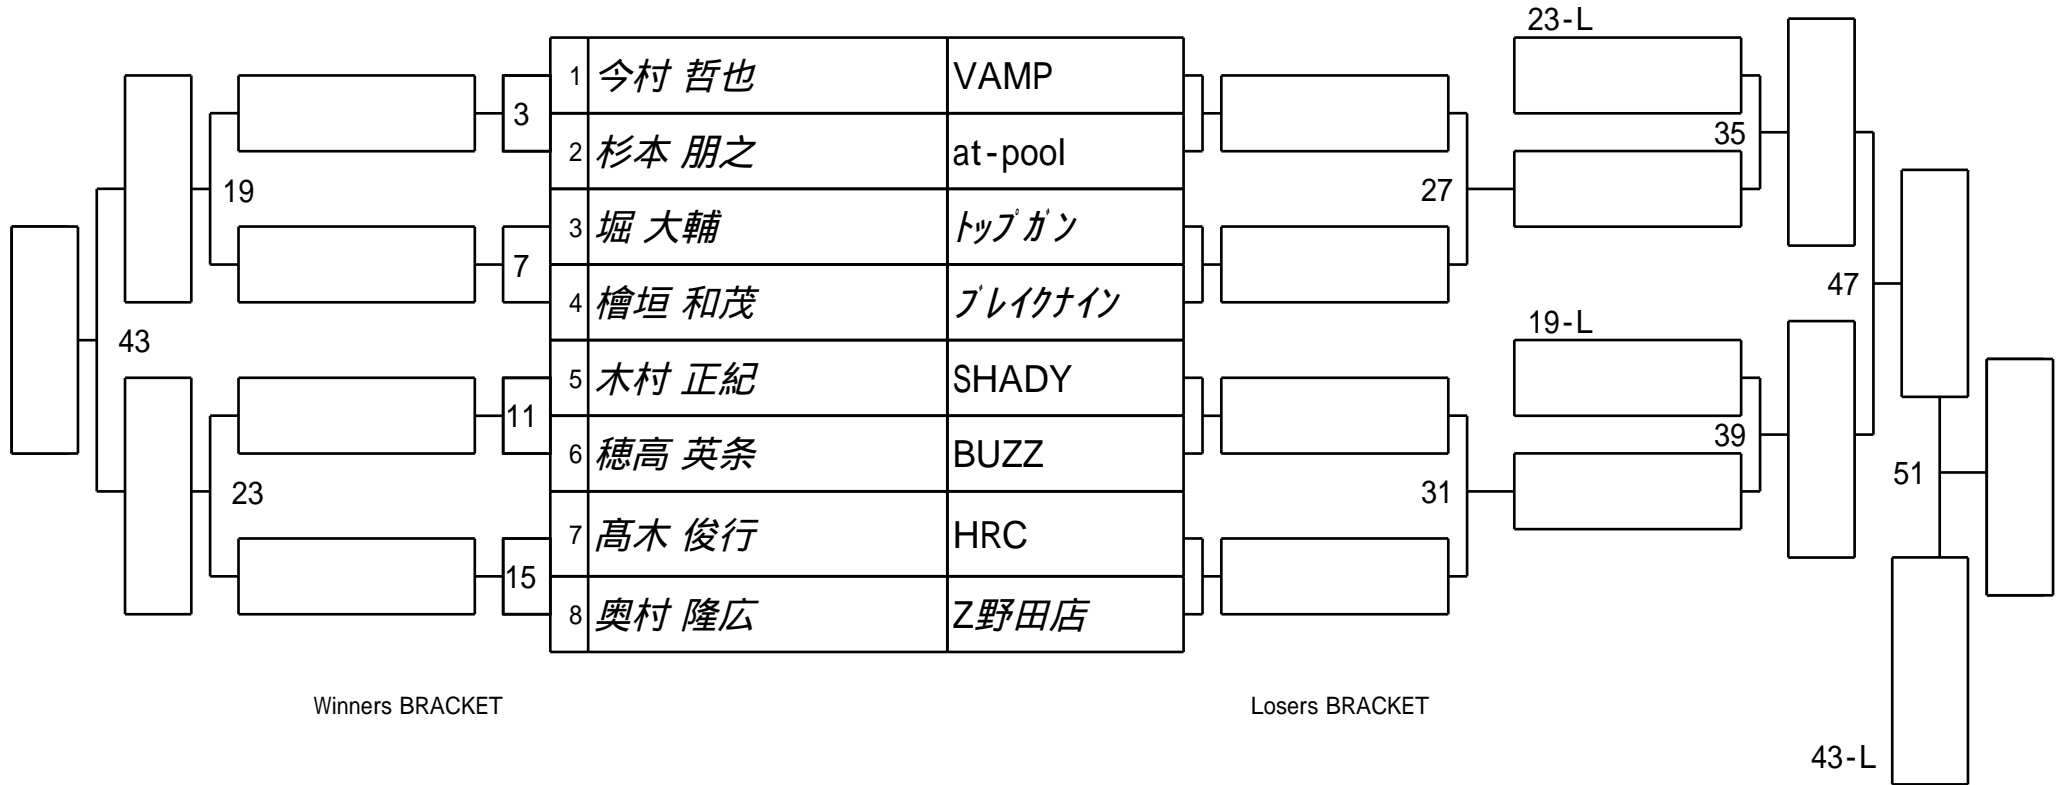 23-L
1 今村 哲也 VAMP
3
35
2 杉本 朋之 at-pool
19
27
3 堀 大輔 ﾄｯﾌﾟｶﾞﾝ
7
47
4 檜垣 和茂 ﾌﾞﾚｲｸﾅｲﾝ
19-L
43
5 木村 正紀 SHADY
11
39
6 穂高 英条 BUZZ
51
23
31
7 髙木 俊行 HRC
15
8 奥村 隆広 Z野田店
Winners BRACKET
Losers BRACKET
43-L